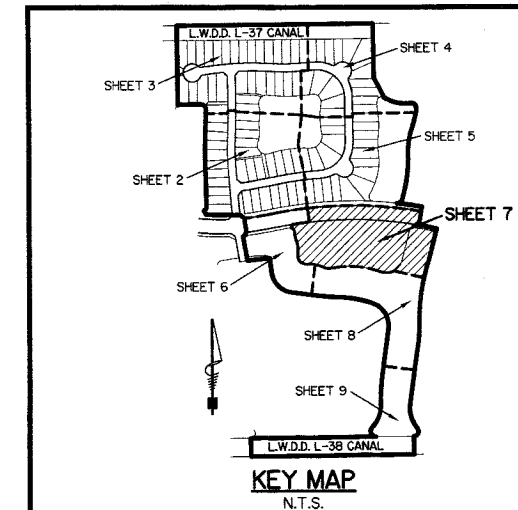 L.W.D.D. L-37 CANAL
SHEET 4
SHEET 3
SHEET 5
SHEET 2
SHEET 7
SHEET 6
SHEET 8
SHEET 9
L.W.D.D. L-38 CANAL
KEY MAP
N.T.S.